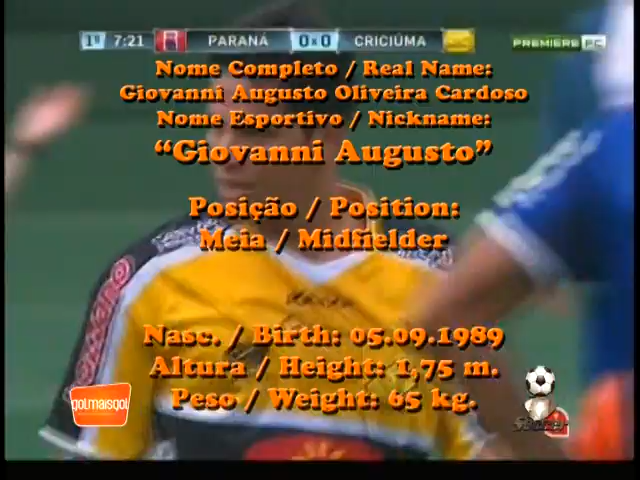 1º 7:21 PARANÁ 0x0 CRICIÚMA PREMIERE FC
Nome Completo / Real Name:
Giovanni Augusto Oliveira Cardoso
Nome Esportivo / Nickname:
“Giovanni Augusto”
Posição / Position:
Meia / Midfielder
Nasc. / Birth: 05.09.1989
Altura / Height: 1,75 m.
Peso / Weight: 65 kg.
golmaisgol